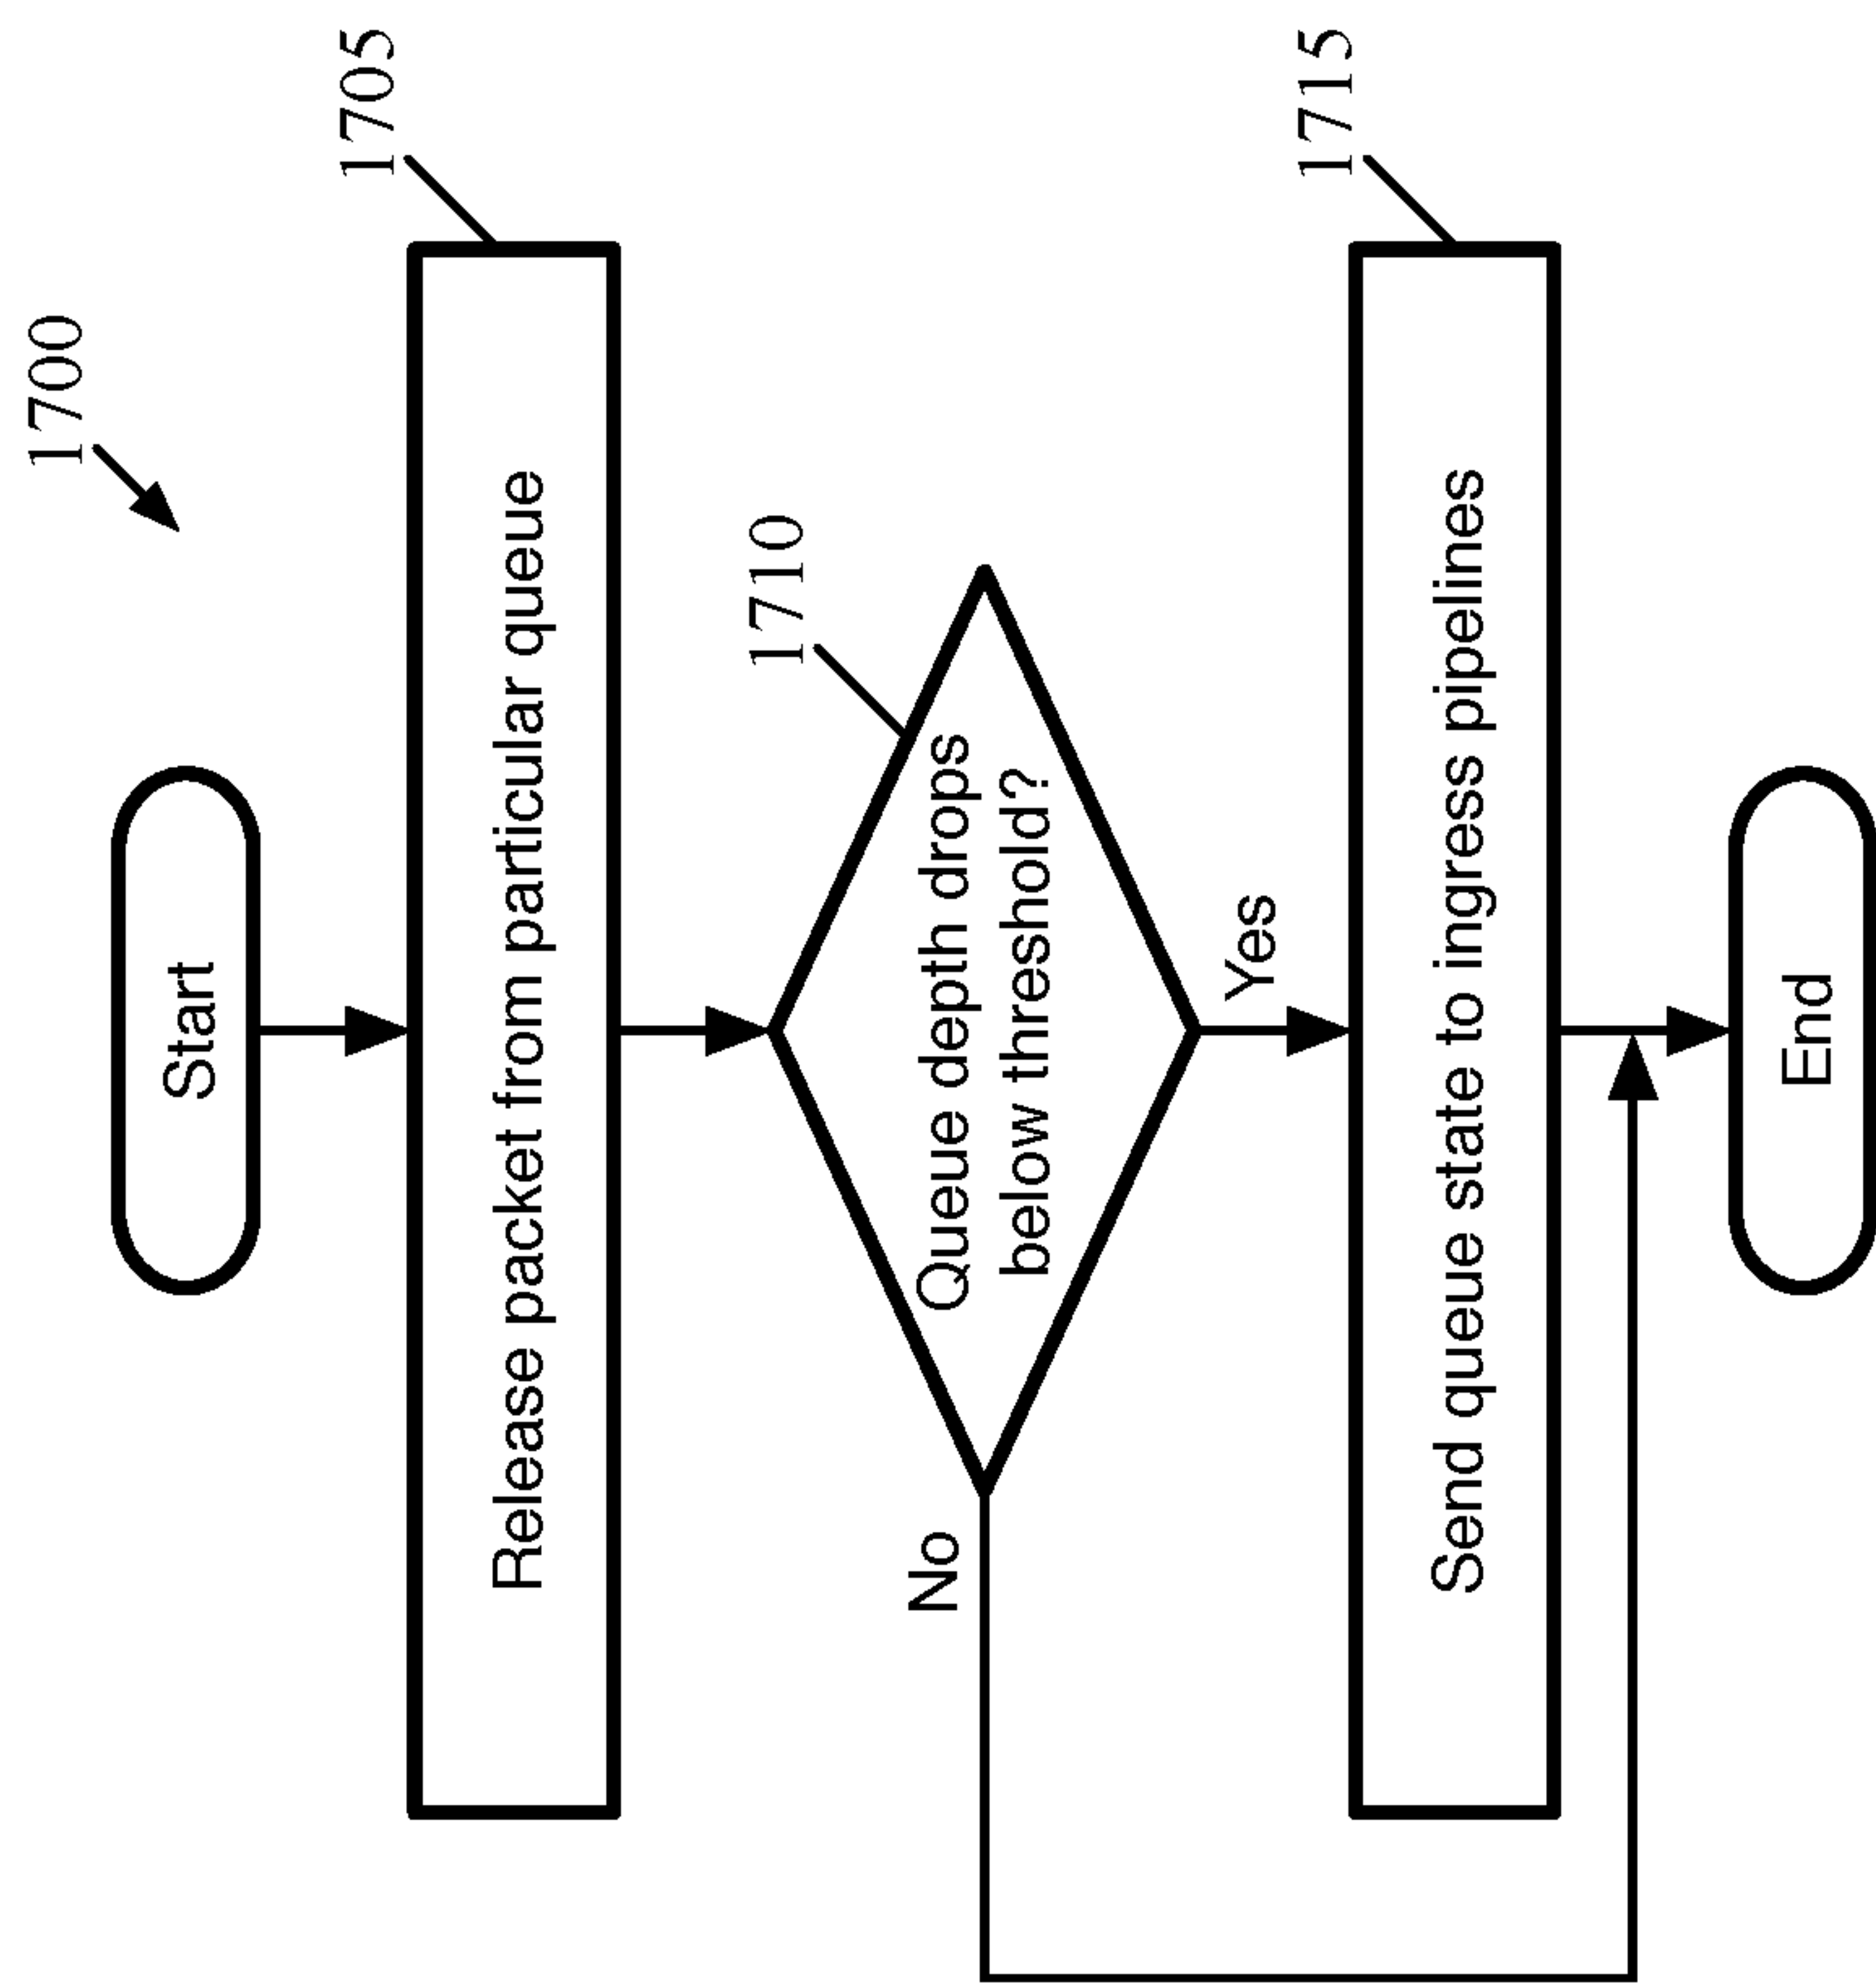 1700
Start
1705
Release packet from particular queue
1710
Queue depth drops
below threshold?
No
Yes
1715
Send queue state to ingress pipelines
End